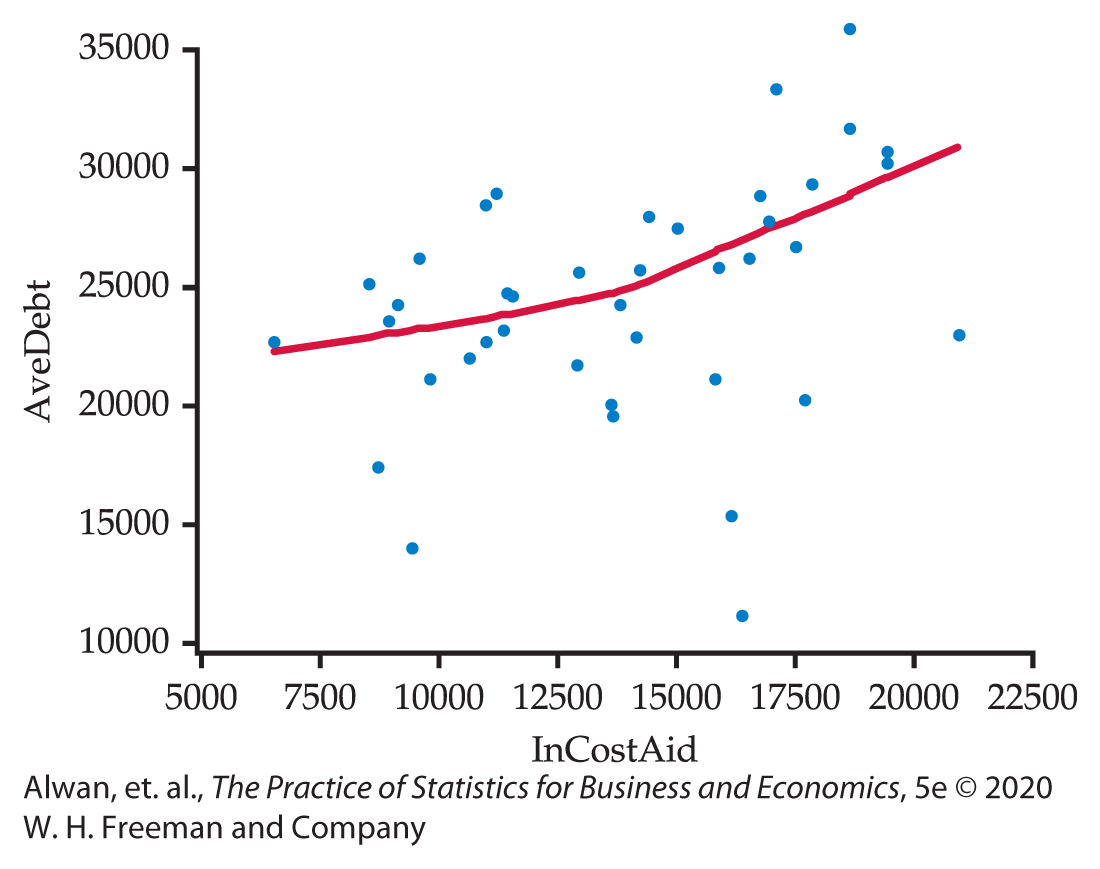 35000
30000
25000
20000
15000
10000
AveDebt
5000 7500 10000 12500 15000 17500 20000 22500
InCostAid
Alwan, et. al., The Practice of Statistics for Business and Economics, 5e © 2020
W. H. Freeman and Company